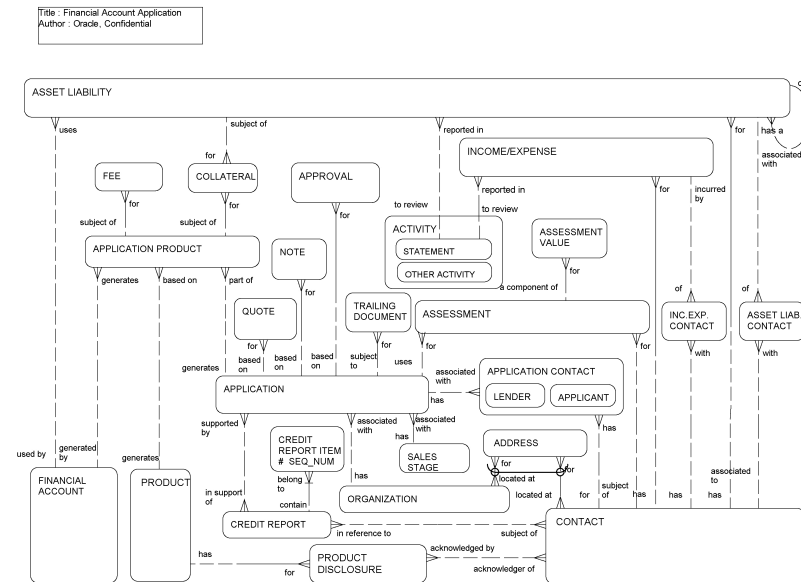 Title : Financial Account Application
Author : Oracle, Confidential
ASSET LIABILITY
uses
subject of
reported in
for
has a
associated
with
INCOME/EXPENSE
for
FEE
COLLATERAL
APPROVAL
reported in
for
incurred
by
for
for
for
to review
to review
subject of
subject of
ACTIVITY
STATEMENT
OTHER ACTIVITY
ASSESSMENT
VALUE
APPLICATION PRODUCT
NOTE
for
generates
based on
part of
for
a component of
of
of
QUOTE
TRAILING
DOCUMENT
ASSESSMENT
INC.EXP.
CONTACT
ASSET LIAB.
CONTACT
for
for
for
for
with
with
generates
based
on
based
on
based
on
subject
to
uses
associated
with
APPLICATION CONTACT
LENDER
APPLICANT
APPLICATION
has
supported
by
associated
with
associated
with
has
has
CREDIT
REPORT ITEM
# SEQ_NUM
SALES
STAGE
ADDRESS
used by
generated
by
generates
belong
to
has
for
for
located at
associated
to
FINANCIAL
ACCOUNT
PRODUCT
in support
of
contain
ORGANIZATION
located at
for
subject
of
has
has
has
CREDIT REPORT
in reference to
subject of
CONTACT
has
for
PRODUCT
DISCLOSURE
acknowledged by
acknowledger of